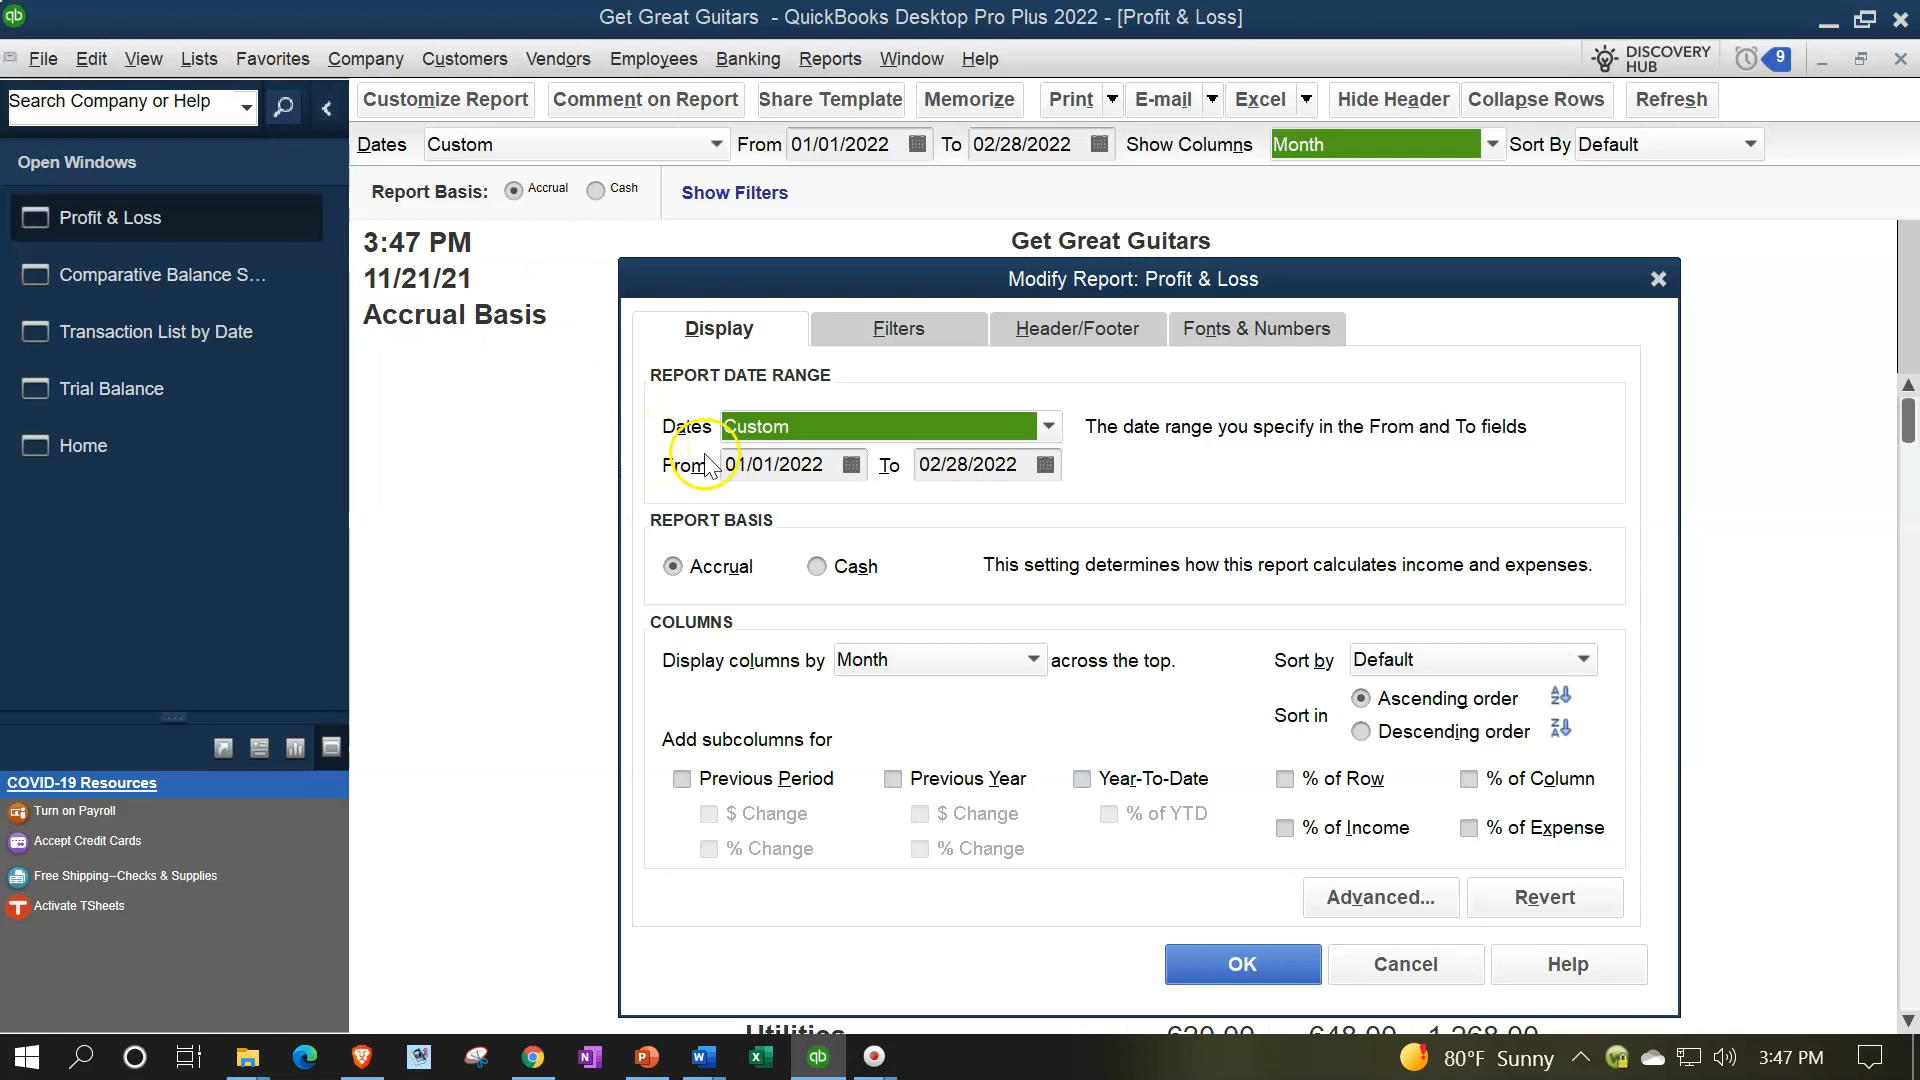 Get Great Guitars - QuickBooks Desktop Pro Plus 2022 - [Profit & Loss]
File Edit View Lists Favorites Company Customers Vendors Employees Banking Reports Window Help
DISCOVERY HUB 9
Search Company or Help
Customize Report Comment on Report Share Template Memorize Print E-mail Excel Hide Header Collapse Rows Refresh
Dates Custom From 01/01/2022 To 02/28/2022 Show Columns Month Sort By Default
Report Basis: Accrual Cash Show Filters
Open Windows
Profit & Loss
Comparative Balance S...
Transaction List by Date
Trial Balance
Home
COVID-19 Resources
Turn on Payroll
Accept Credit Cards
Free Shipping--Checks & Supplies
Activate TSheets
3:47 PM
11/21/21
Accrual Basis
Get Great Guitars
Modify Report: Profit & Loss
Display Filters Header/Footer Fonts & Numbers
REPORT DATE RANGE
Dates Custom The date range you specify in the From and To fields
From 01/01/2022 To 02/28/2022
REPORT BASIS
Accrual Cash This setting determines how this report calculates income and expenses.
COLUMNS
Display columns by Month across the top. Sort by Default
Sort in Ascending order
Descending order
Add subcolumns for
Previous Period Previous Year Year-To-Date % of Row % of Column
$ Change $ Change % of YTD % of Income % of Expense
% Change % Change
Advanced... Revert
OK Cancel Help
Utilities
80°F Sunny 3:47 PM